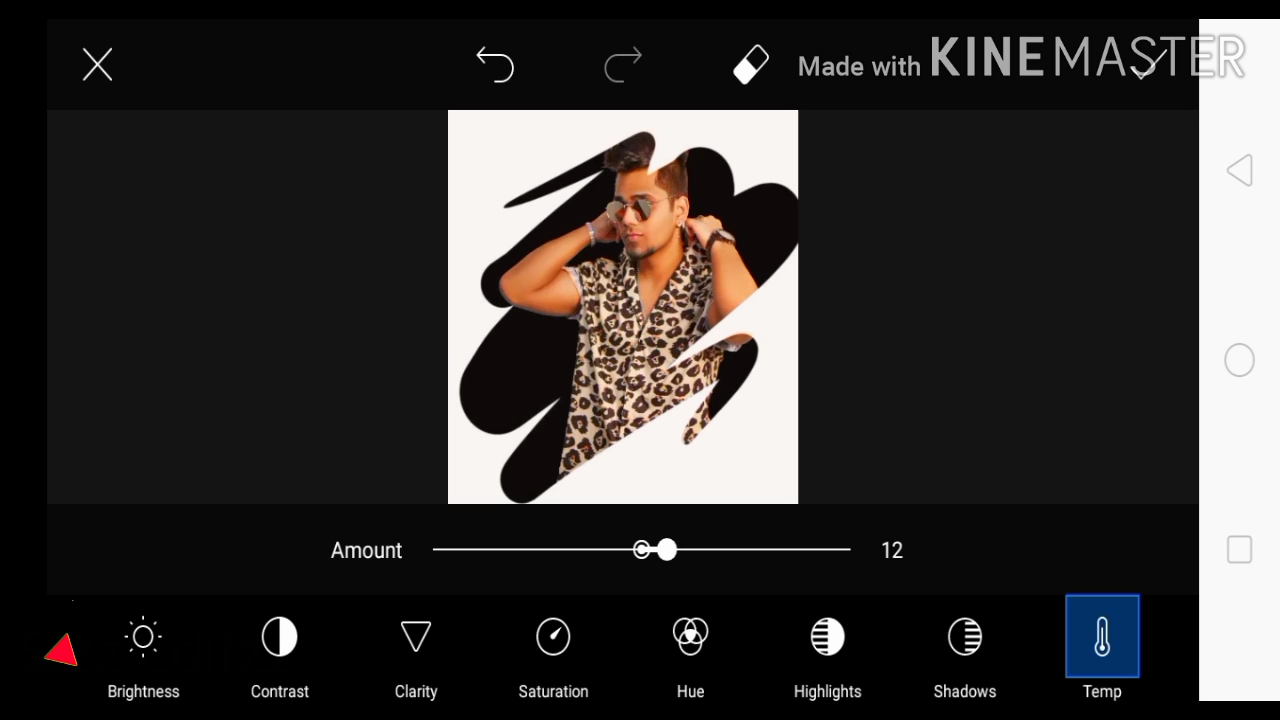 Made with KINEMASTER
Amount 12
Brightness Contrast Clarity Saturation Hue Highlights Shadows Temp